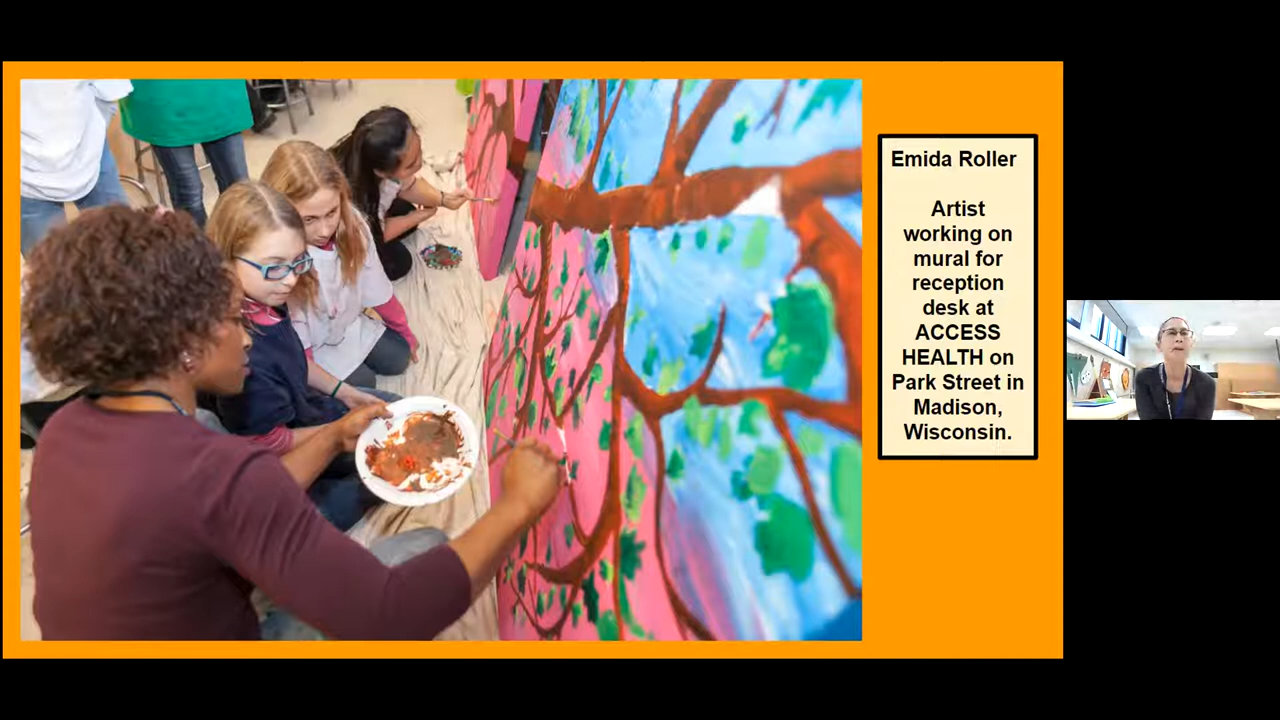 Emida Roller
Artist
working on
mural for
reception
desk at
ACCESS
HEALTH on
Park Street in
Madison,
Wisconsin.